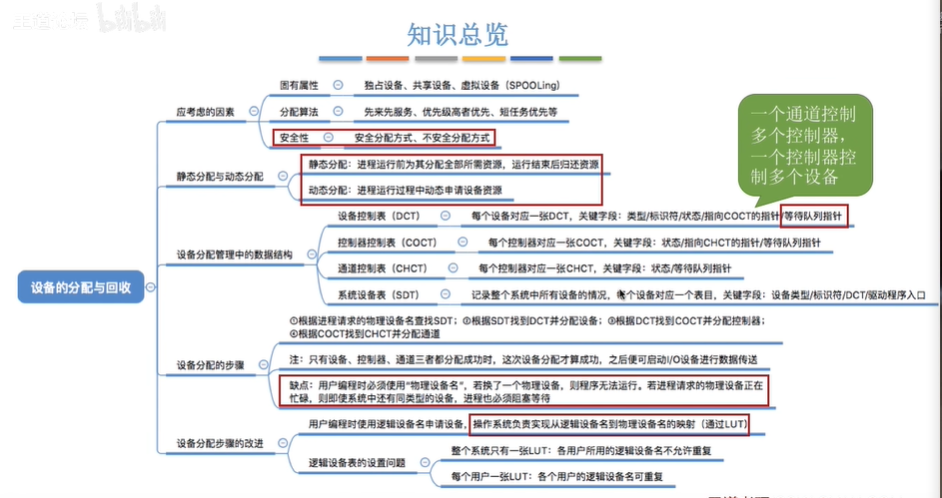 bilibili
知识总览
固有属性
独占设备、共享设备、虚拟设备（SPOOLing）
应考虑的因素
分配算法
先来先服务、优先级高者优先、短任务优先等
安全性
安全分配方式、不安全分配方式
一个通道控制
多个控制器，
一个控制器控
制多个设备
静态分配与动态分配
静态分配：进程运行前为其分配全部所需资源，运行结束后归还资源
动态分配：进程运行过程中动态申请设备资源
设备控制表（DCT）
每个设备对应一张DCT，关键字段：类型/标识符/状态/指向COCT的指针/等待队列指针
设备分配管理中的数据结构
控制器控制表（COCT）
每个控制器对应一张COCT，关键字段：状态/指向CHCT的指针/等待队列指针
通道控制表（CHCT）
每个控制器对应一张CHCT，关键字段：状态/等待队列指针
系统设备表（SDT）
记录整个系统中所有设备的情况，每个设备对应一个表目，关键字段：设备类型/标识符/DCT/驱动程序入口
设备的分配与回收
设备分配的步骤
①根据进程请求的物理设备名查找SDT；②根据SDT找到DCT并分配设备；③根据DCT找到COCT并分配控制器；
④根据COCT找到CHCT并分配通道
注：只有设备、控制器、通道三者都分配成功时，这次设备分配才算成功，之后便可启动I/O设备进行数据传送
缺点：用户编程时必须使用“物理设备名”，若换了一个物理设备，则程序无法运行。若进程请求的物理设备正在
忙碌，则即使系统中还有同类型的设备，进程也必须阻塞等待
设备分配步骤的改进
用户编程时使用逻辑设备名申请设备，操作系统负责实现从逻辑设备名到物理设备名的映射（通过LUT）
逻辑设备表的设置问题
整个系统只有一张LUT：各用户所用的逻辑设备名不允许重复
每个用户一张LUT：各个用户的逻辑设备名可重复